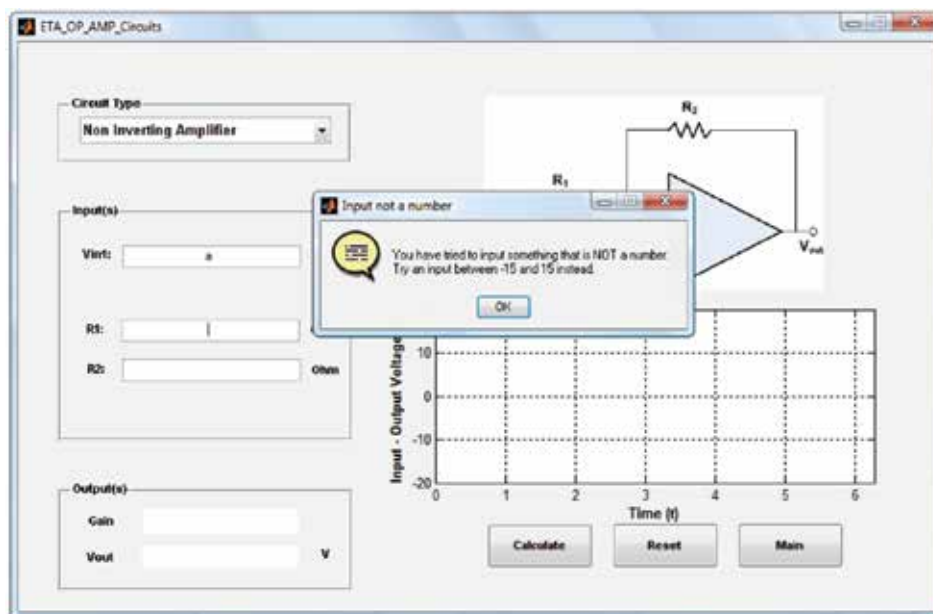 ETA_OP_AMP_Circuits
Circuit Type
Non Inverting Amplifier
Input(s)
Vin1:
a
R1:
R2:
Ohm
Output(s)
Gain
Vout
V
R2
R1
Vout
Input not a number
You have tried to input something that is NOT a number.
Try an input between -15 and 15 instead.
OK
Input - Output Voltage
10
0
-10
-20
0 1 2 3 4 5 6
Time (t)
Calculate
Reset
Main